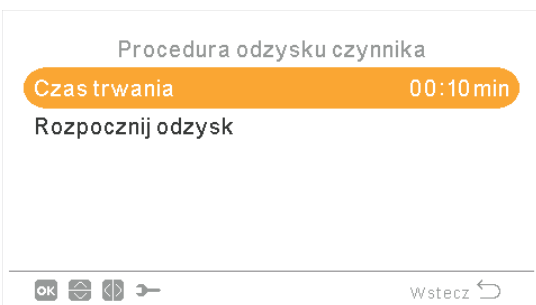 Procedura odzysku czynnika
Czas trwania 00:10 min
Rozpocznij odzysk
OK Wstecz